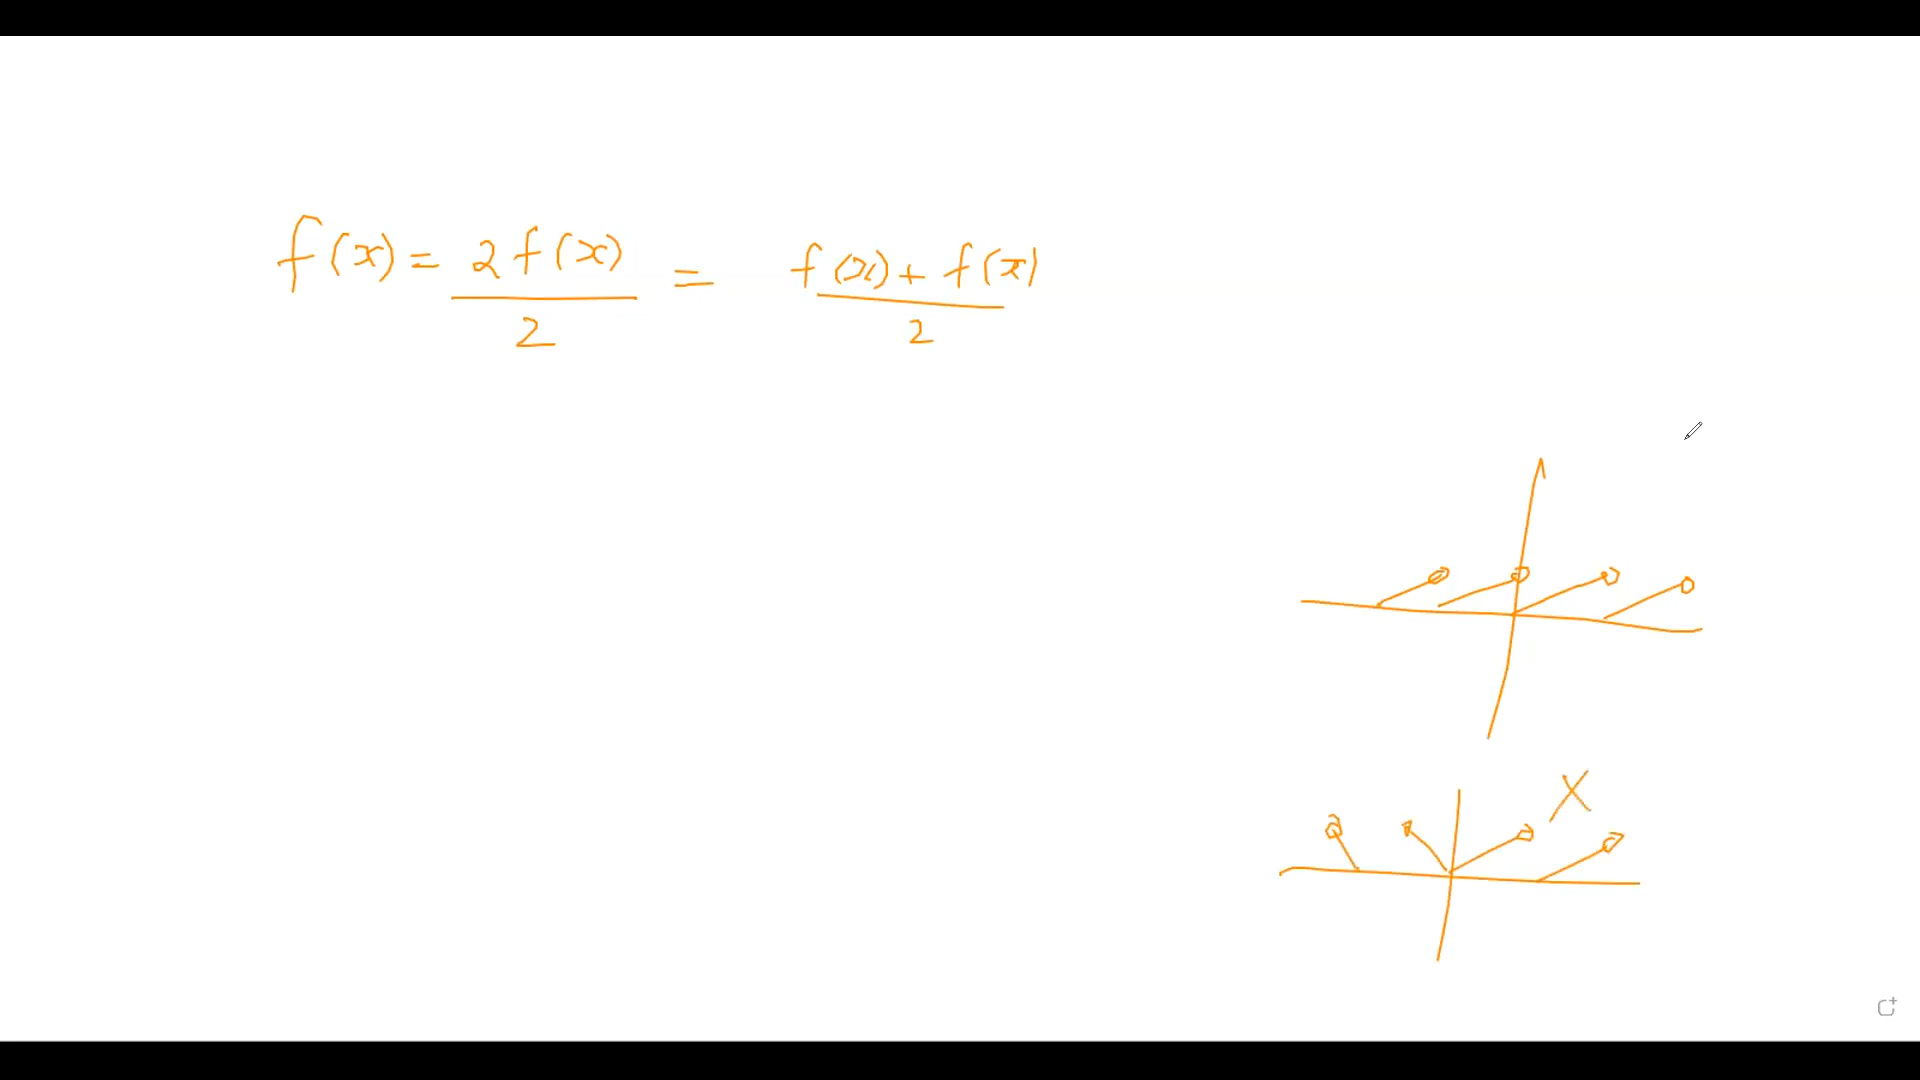 f(x) = 2f(x)/2 = f(x) + f(x)/2
X